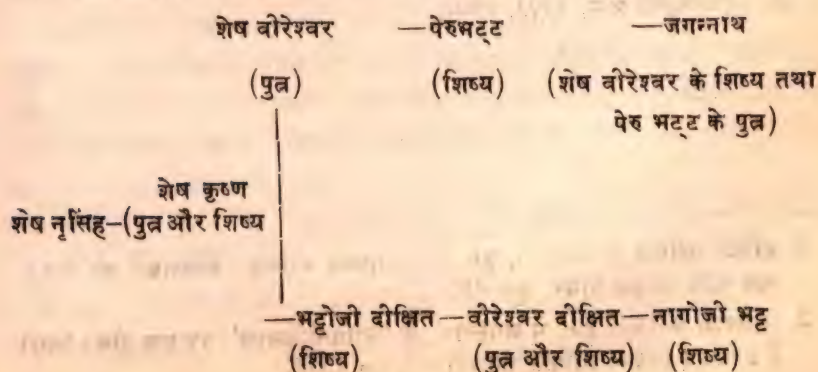 शेष वीरेश्वर —पेरुभट्ट —जगन्नाथ
(पुत्र) (शिष्य) (शेष वीरेश्वर के शिष्य तथा
पेरु भट्ट के पुत्र)
शेष कृष्ण
शेष नृसिंह—(पुत्र और शिष्य
—भट्टोजी दीक्षित —वीरेश्वर दीक्षित—नागोजी भट्ट
(शिष्य) (पुत्र और शिष्य) (शिष्य)